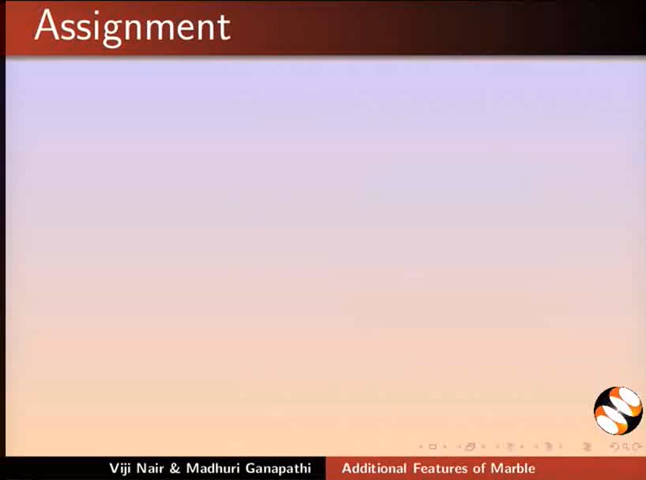 Assignment
Viji Nair & Madhuri Ganapathi
Additional Features of Marble